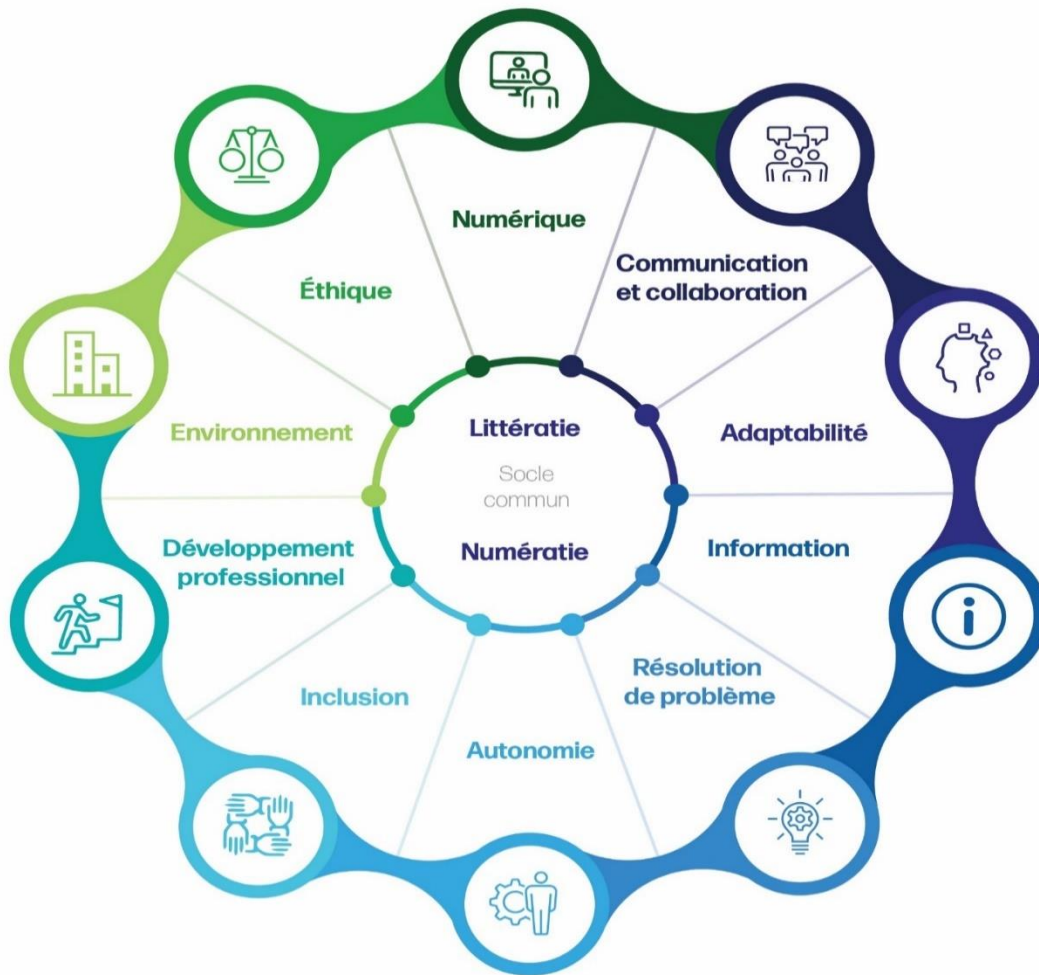 Numérique
Communication
et collaboration
Adaptabilité
Information
Résolution
de problème
Autonomie
Inclusion
Développement
professionnel
Environnement
Éthique
Littératie
Socle
commun
Numératie
i